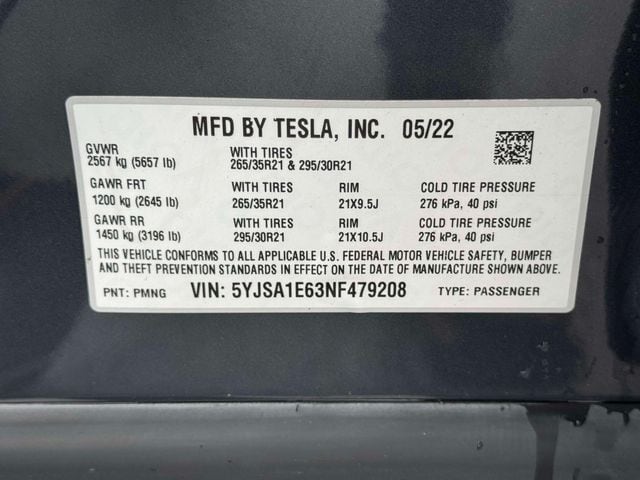 MFD BY TESLA, INC. 05/22
GVWR
2567 kg (5657 lb)
WITH TIRES
265/35R21 & 295/30R21
GAWR FRT
1200 kg (2645 lb)
WITH TIRES
265/35R21
RIM
21X9.5J
COLD TIRE PRESSURE
276 kPa, 40 psi
GAWR RR
1450 kg (3196 lb)
WITH TIRES
295/30R21
RIM
21X10.5J
COLD TIRE PRESSURE
276 kPa, 40 psi
THIS VEHICLE CONFORMS TO ALL APPLICABLE U.S. FEDERAL MOTOR VEHICLE SAFETY, BUMPER
AND THEFT PREVENTION STANDARDS IN EFFECT ON THE DATE OF MANUFACTURE SHOWN ABOVE.
PNT: PMNG VIN: 5YJSA1E63NF479208 TYPE: PASSENGER